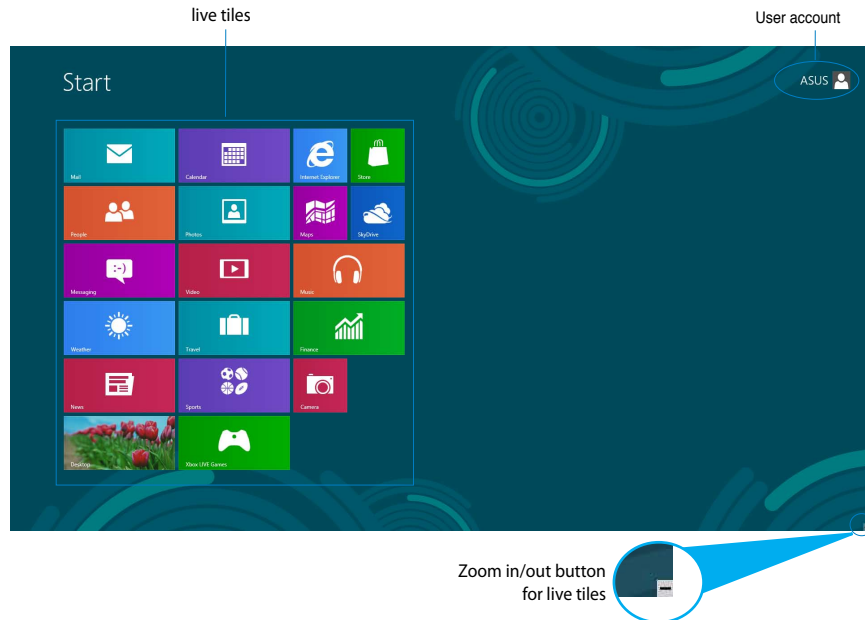 live tiles
User account
Start
ASUS
Mail
Calendar
Internet Explorer
Store
People
Photos
Maps
SkyDrive
Messaging
Video
Music
Weather
Travel
Finance
News
Sports
Camera
Desktop
Xbox LIVE Games
Zoom in/out button
for live tiles